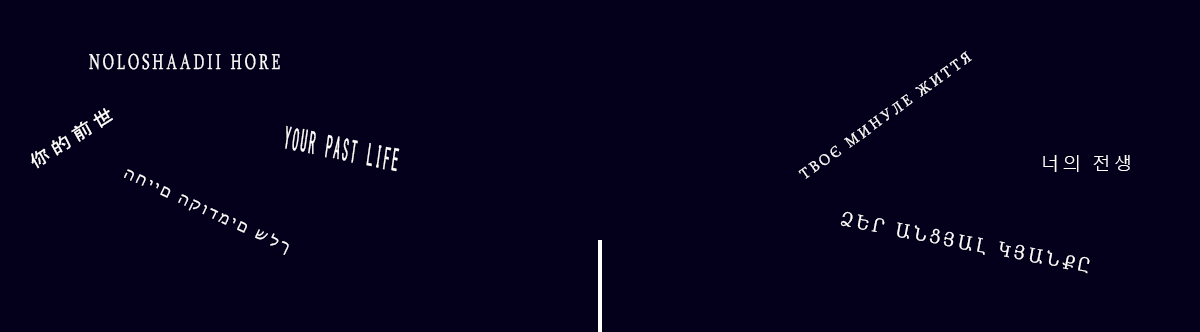 NOLOSHAADII HORE
你的前世
YOUR PAST LIFE
החיים הקודמים שלך
ТВОЄ МИНУЛЕ ЖИТТЯ
너의 전생
ՁԵՐ ԱՆՑՅԱԼ ԿՅԱՆՔԸ